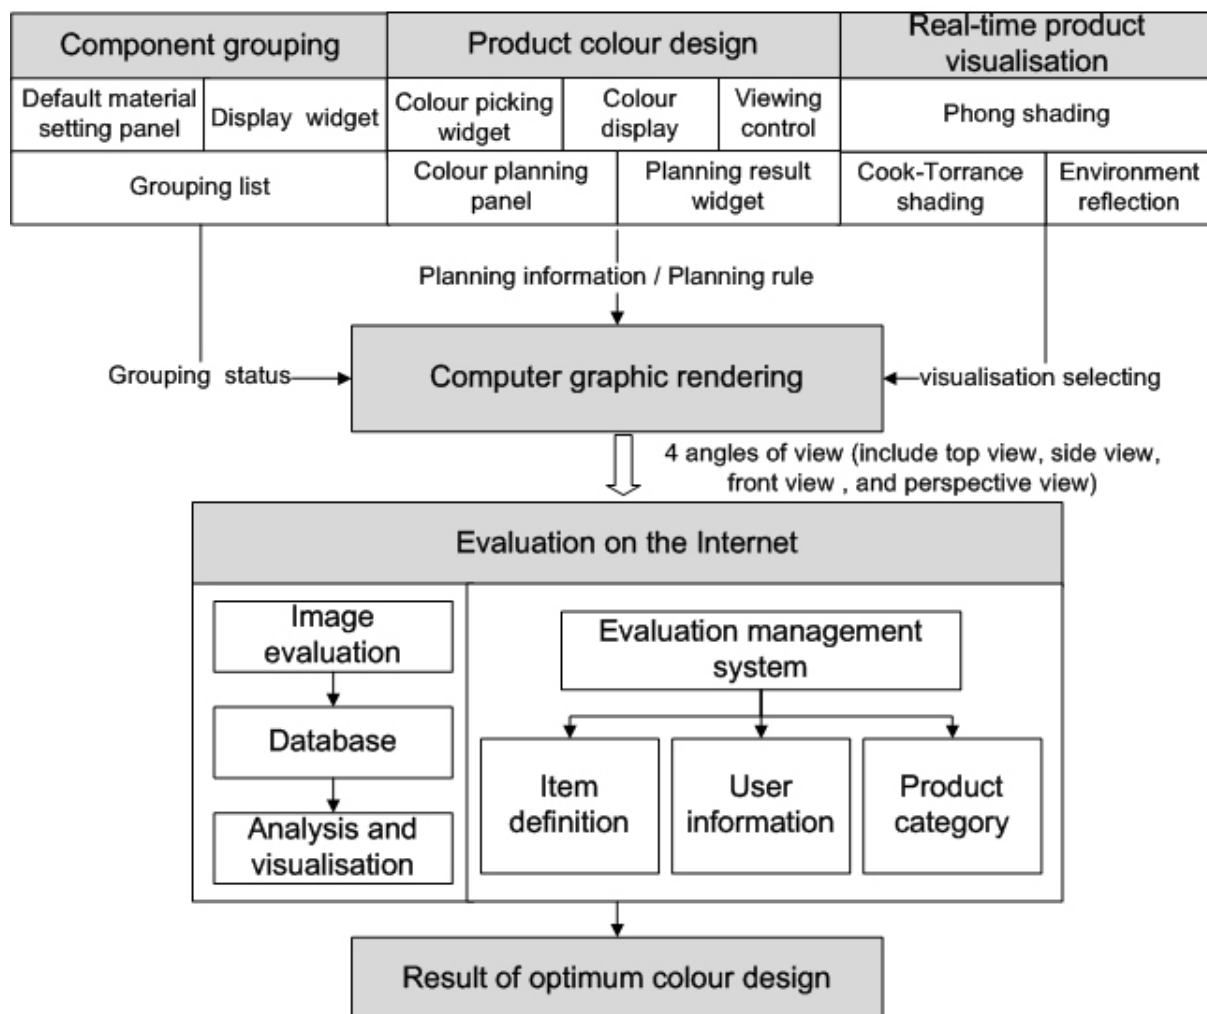 Component grouping
Product colour design
Real-time product
visualisation
Default material
setting panel
Display widget
Colour picking
widget
Colour
display
Viewing
control
Phong shading
Grouping list
Colour planning
panel
Planning result
widget
Cook-Torrance
shading
Environment
reflection
Planning information / Planning rule
Grouping status
Computer graphic rendering
visualisation selecting
4 angles of view (include top view, side view,
front view , and perspective view)
Evaluation on the Internet
Image
evaluation
Database
Analysis and
visualisation
Evaluation management
system
Item
definition
User
information
Product
category
Result of optimum colour design